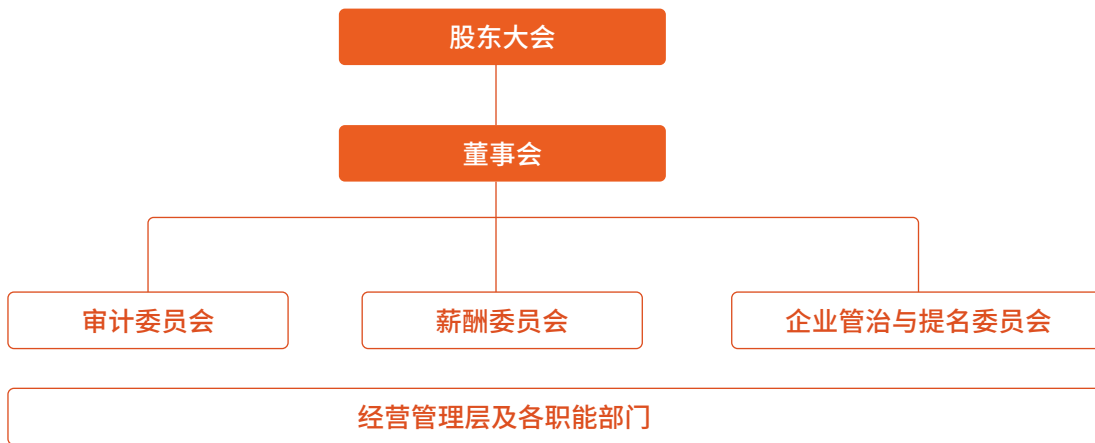 股东大会
董事会
审计委员会
薪酬委员会
企业管治与提名委员会
经营管理层及各职能部门